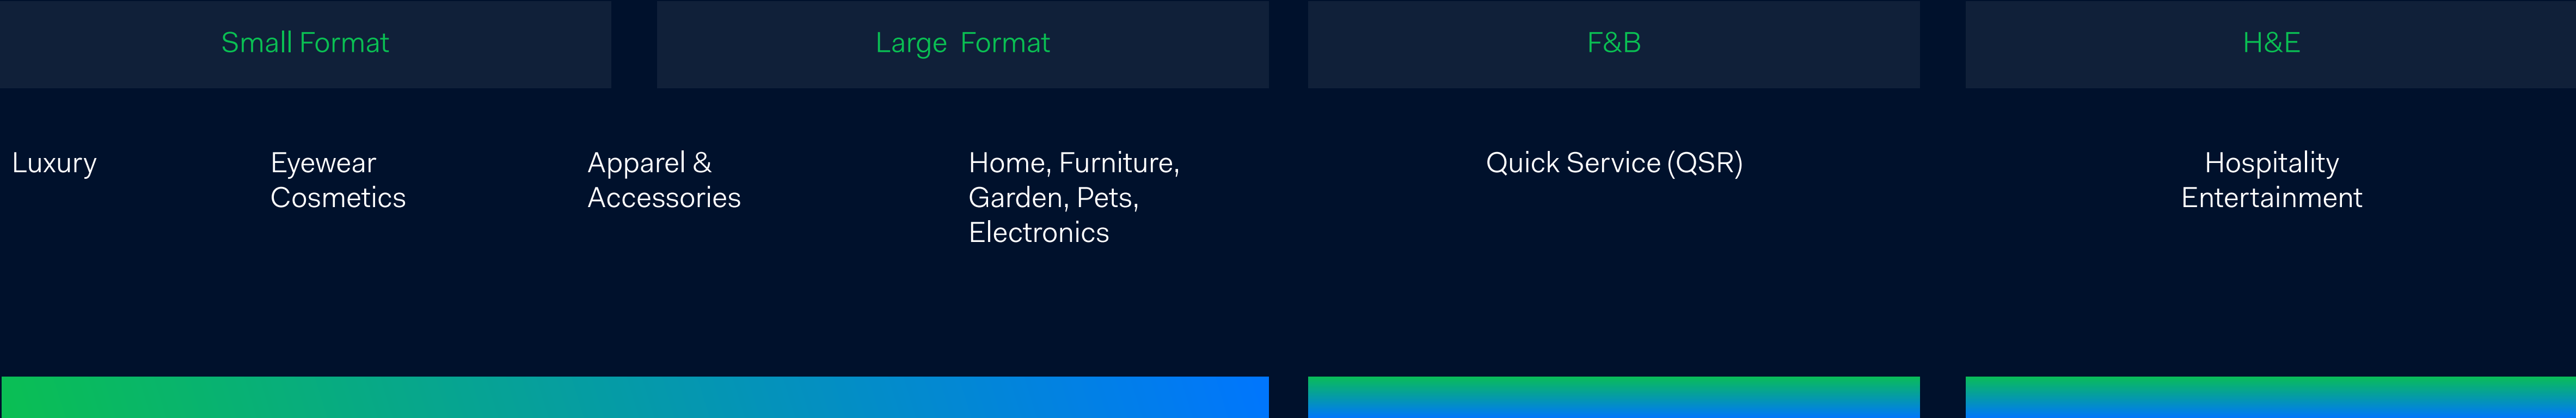 Small Format
Large  Format
F&B
H&E
Luxury
Eyewear
Cosmetics
Apparel &
Accessories
Home, Furniture,
Garden, Pets,
Electronics
Quick Service (QSR)
Hospitality
Entertainment